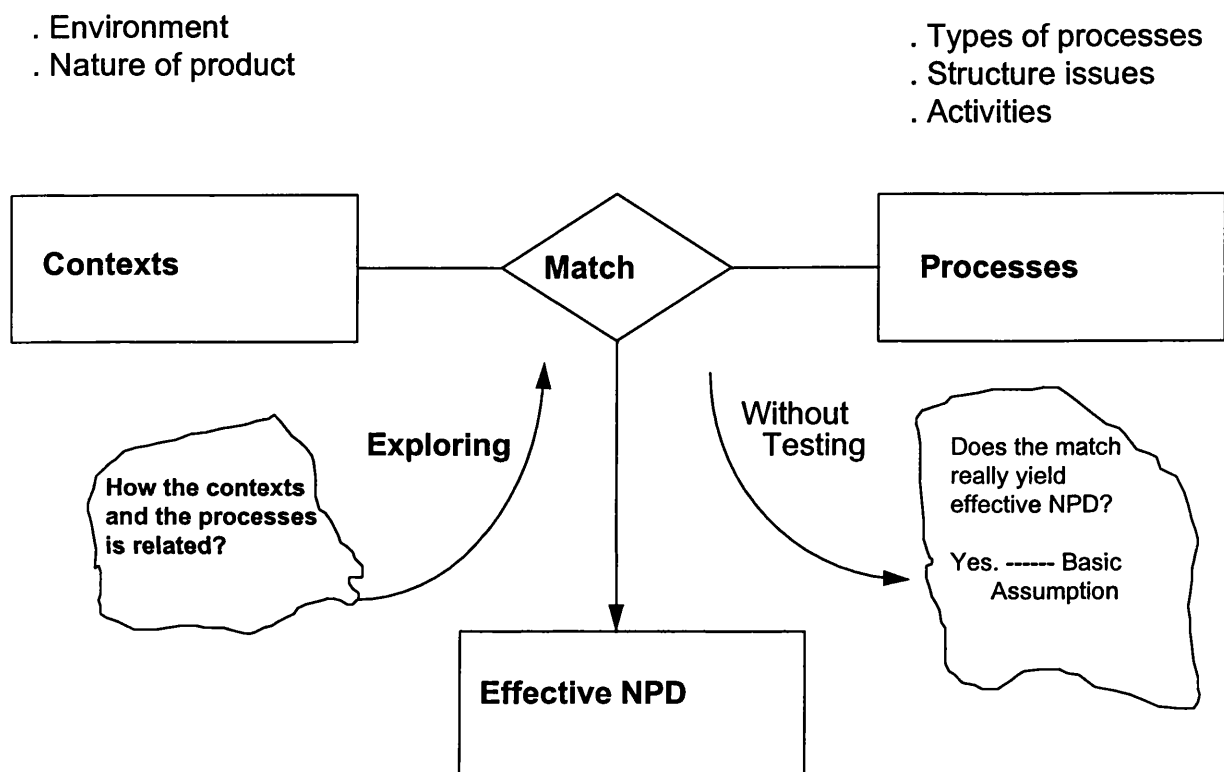 . Environment
. Nature of product
. Types of processes
. Structure issues
. Activities
Contexts
Match
Processes
Exploring
Without
Testing
How the contexts
and the processes
is related?
Does the match
really yield
effective NPD?
Yes. ------ Basic
Assumption
Effective NPD